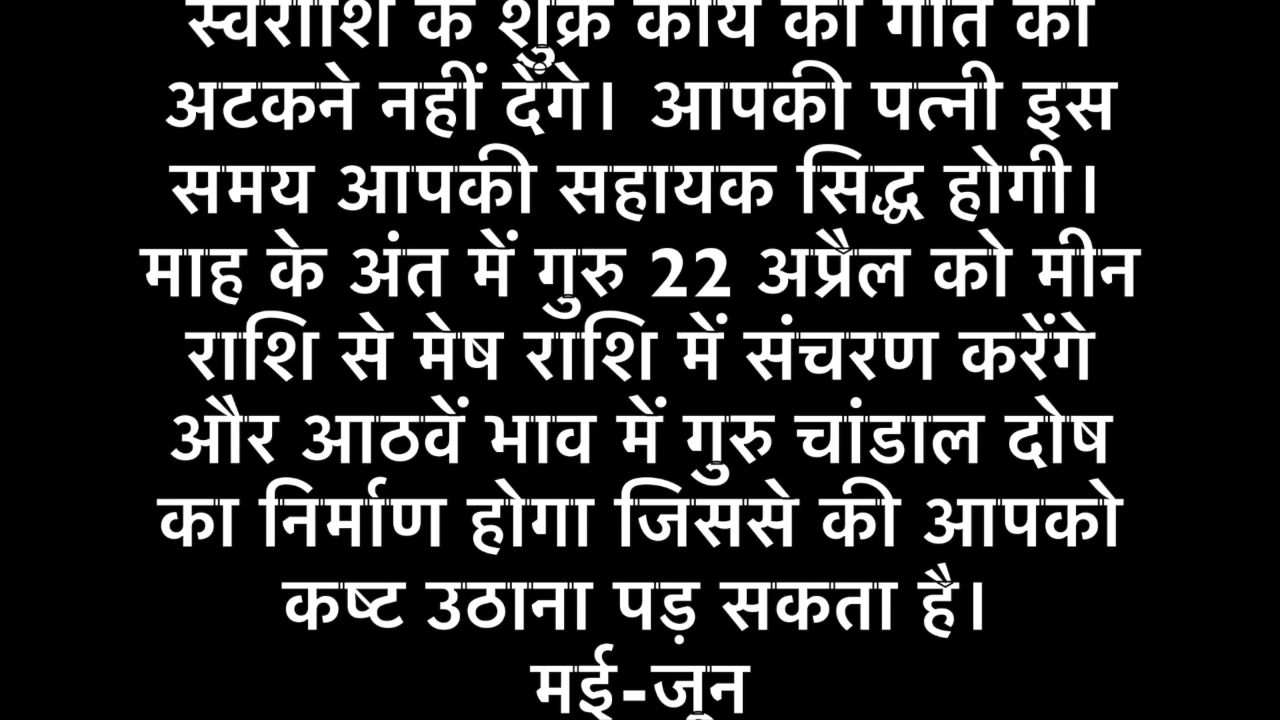 स्वराशि के शुक्र कार्य की गति को
अटकने नहीं देंगे। आपकी पत्नी इस
समय आपकी सहायक सिद्ध होगी।
माह के अंत में गुरु 22 अप्रैल को मीन
राशि से मेष राशि में संचरण करेंगे
और आठवें भाव में गुरु चांडाल दोष
का निर्माण होगा जिससे की आपको
कष्ट उठाना पड़ सकता है।
मई-जून